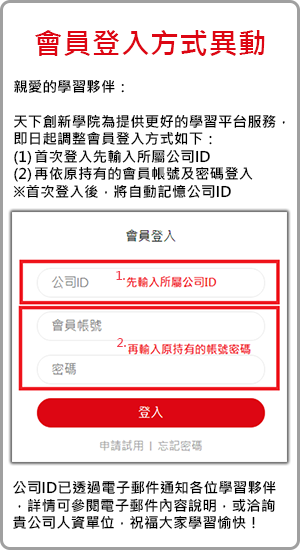 會員登入方式異動
親愛的學習夥伴：
天下創新學院為提供更好的學習平台服務，
即日起調整會員登入方式如下：
(1)首次登入先輸入所屬公司ID
(2)再依原持有的會員帳號及密碼登入
※首次登入後，將自動記憶公司ID
會員登入
公司ID 1.先輸入所屬公司ID
會員帳號
2.再輸入原持有的帳號密碼
密碼
登入
申請試用 | 忘記密碼
公司ID已透過電子郵件通知各位學習夥伴
，詳情可參閱電子郵件內容說明，或洽詢
貴公司人資單位，祝福大家學習愉快！